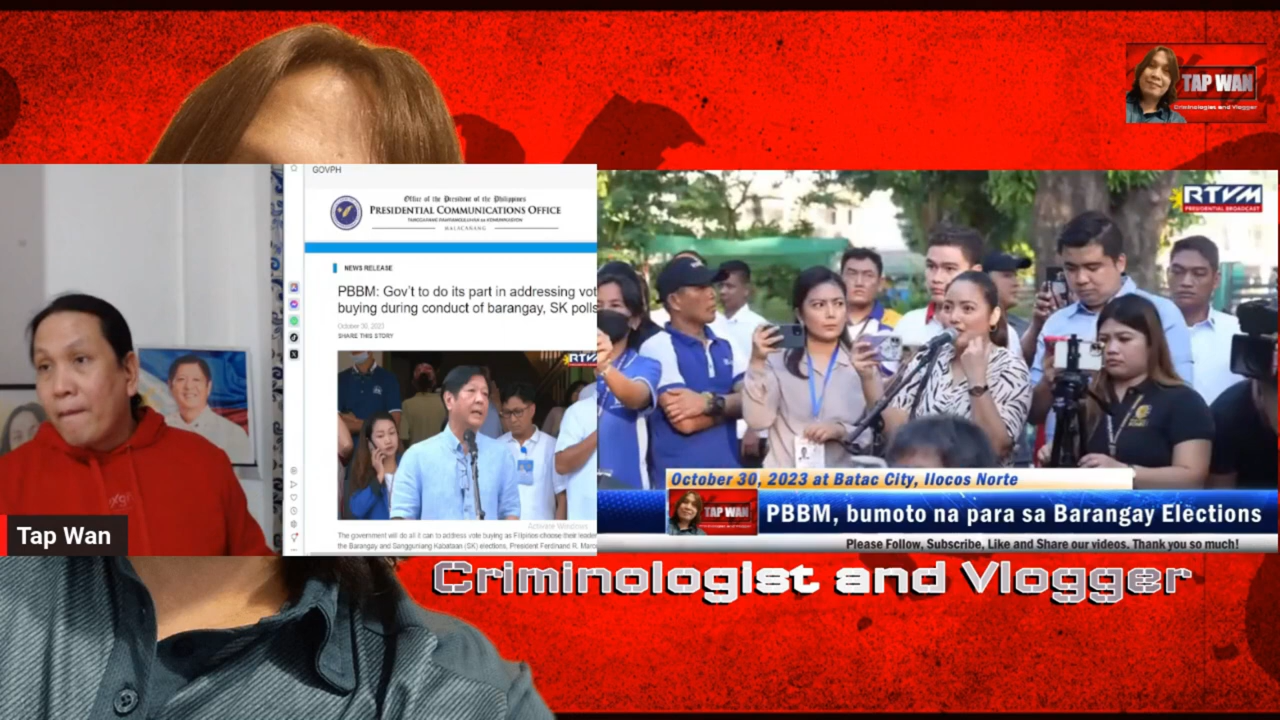 TAP WAN
Criminologist and Vlogger
GOVPH
Office of the President of the Philippines
PRESIDENTIAL COMMUNICATIONS OFFICE
MALACAÑANG
NEWS RELEASE
PBBM: Gov't to do its part in addressing vot
buying during conduct of barangay, SK polls
October 30, 2023
SHARE THIS STORY
RTVM
Activate Windows
The government will do all it can to address vote buying as Filipinos choose their leader
the Barangay and Sangguniang Kabataan (SK) elections, President Ferdinand R. Marco
Tap Wan
RTVM
PRESIDENTIAL BROADCAST
October 30, 2023 at Batac City, Ilocos Norte
TAP WAN
PBBM, bumoto na para sa Barangay Elections
Please Follow, Subscribe, Like and Share our videos. Thank you so much!
Criminologist and Vlogger